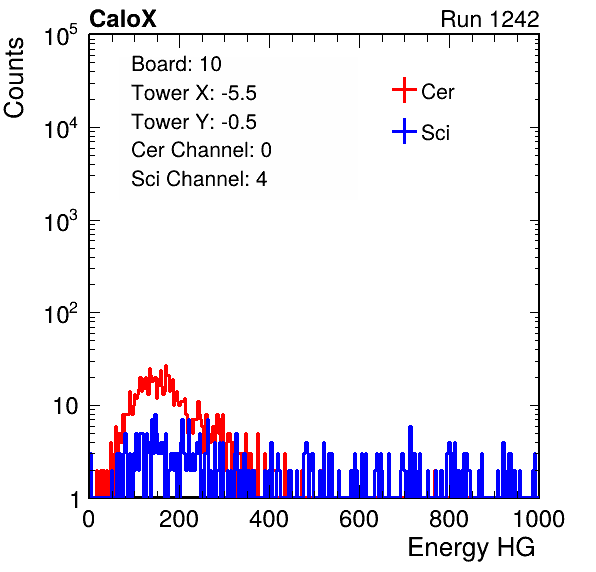 CaloX
Run 1242
Counts
10^5
10^4
10^3
10^2
10
1
Board: 10
Tower X: -5.5
Tower Y: -0.5
Cer Channel: 0
Sci Channel: 4
Cer
Sci
0 200 400 600 800 1000
Energy HG